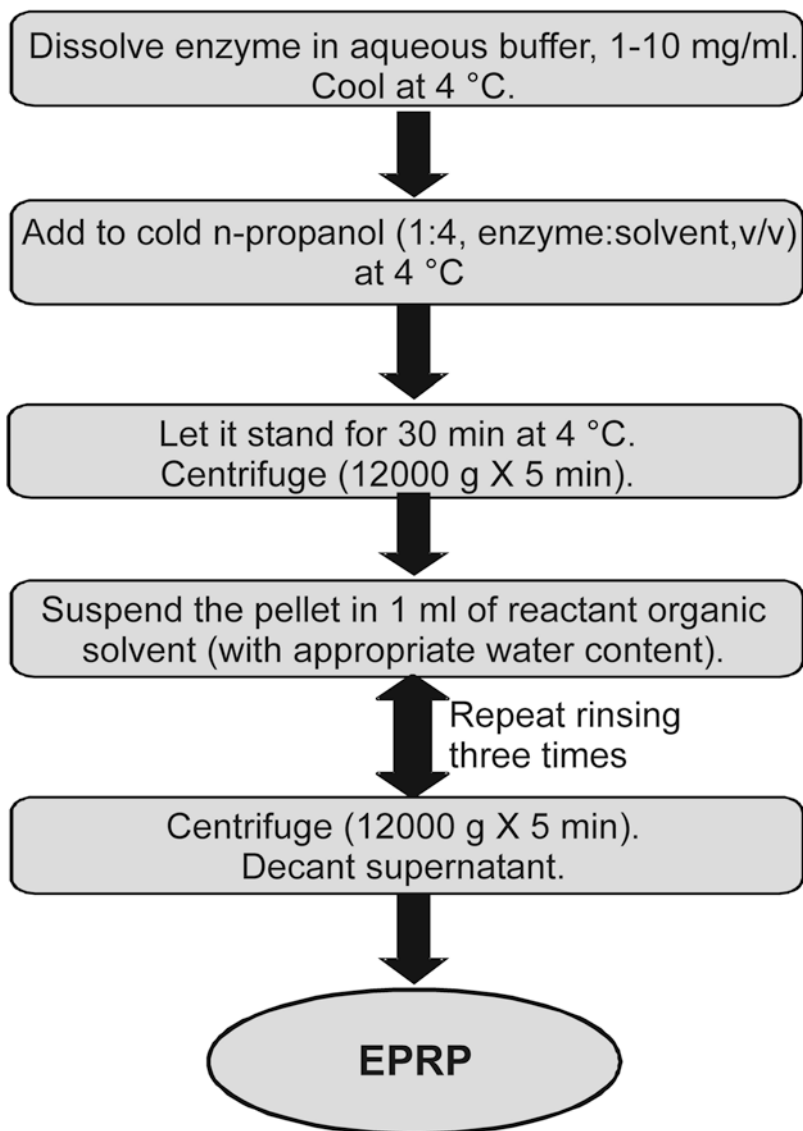 Dissolve enzyme in aqueous buffer, 1-10 mg/ml.
Cool at 4 °C.
Add to cold n-propanol (1:4, enzyme:solvent,v/v)
at 4 °C
Let it stand for 30 min at 4 °C.
Centrifuge (12000 g X 5 min).
Suspend the pellet in 1 ml of reactant organic
solvent (with appropriate water content).
Repeat rinsing
three times
Centrifuge (12000 g X 5 min).
Decant supernatant.
EPRP